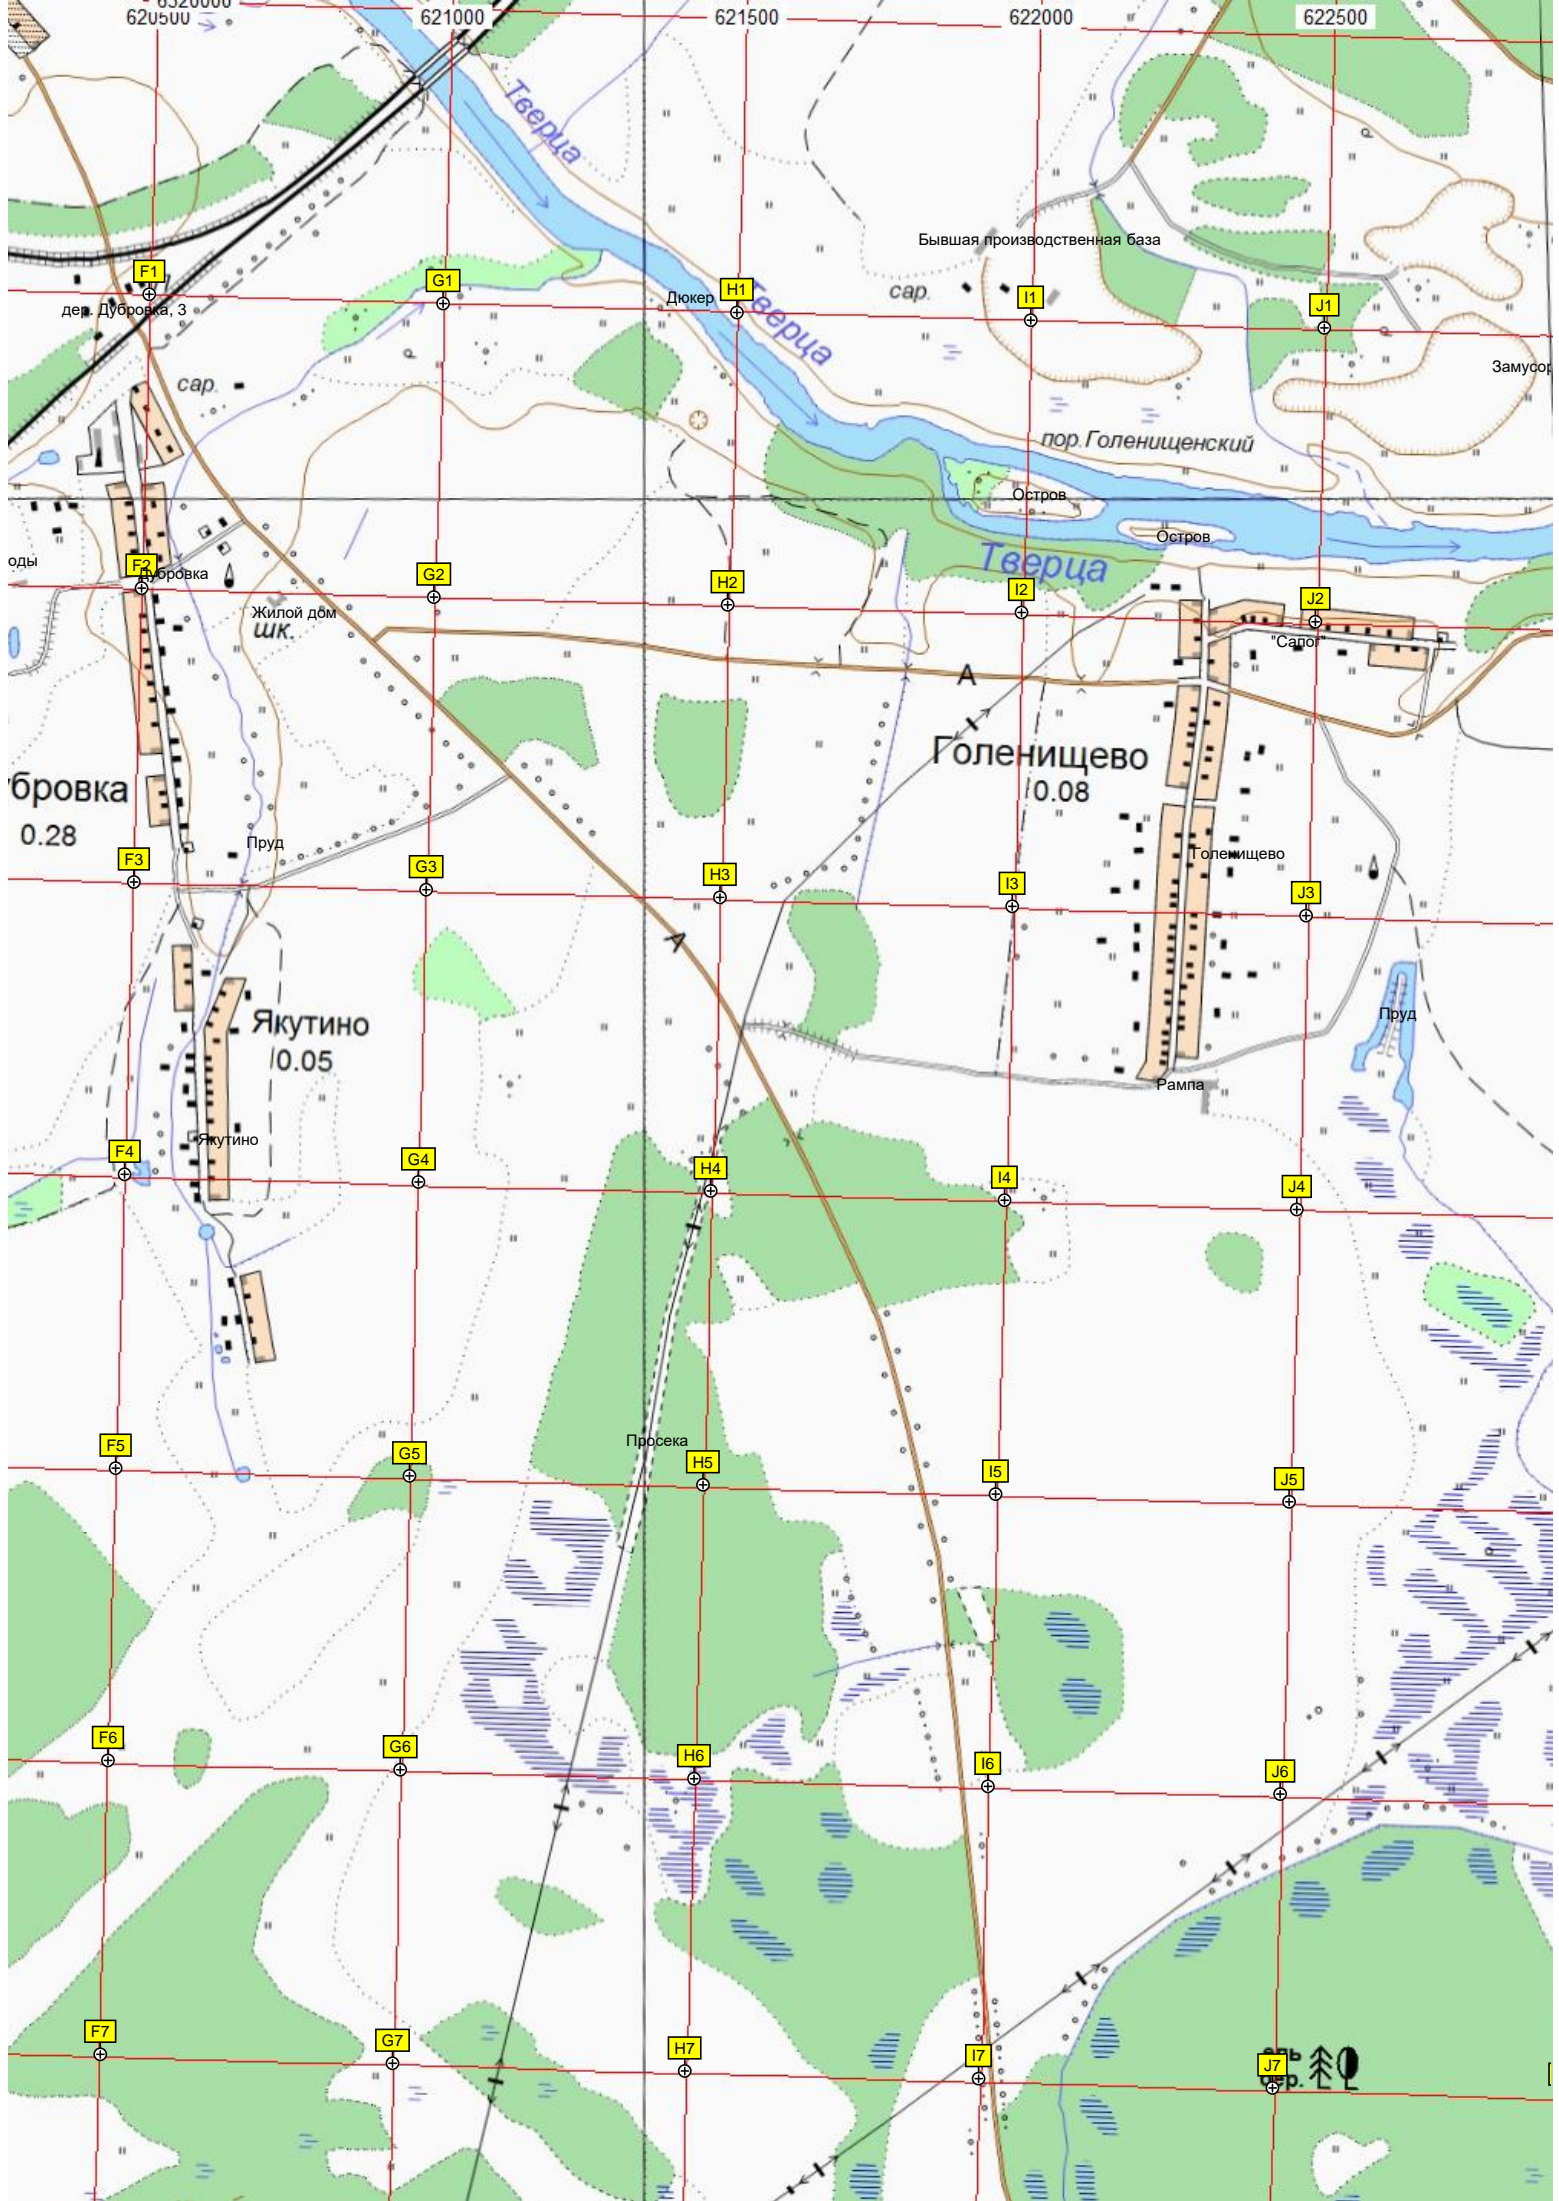 6320000
620500
621000
621500
622000
622500
Тверца
Бывшая производственная база
F1
G1
Дюкер
H1
Тверца
сар.
I1
J1
дер. Дубровка, 3
сар.
Замусор
пор.Голенищенский
Остров
Остров
Тверца
оды
F2
Дубровка
G2
H2
I2
J2
Жилой дом
шк.
"Сапог"
А
Голенищево
0.08
убровка
0.28
Пруд
Голенищево
F3
G3
H3
I3
J3
А
Якутино
0.05
Пруд
Рампа
Якутино
F4
G4
H4
I4
J4
Просека
F5
G5
H5
I5
J5
F6
G6
H6
I6
J6
F7
G7
H7
I7
J7
ель
бер.